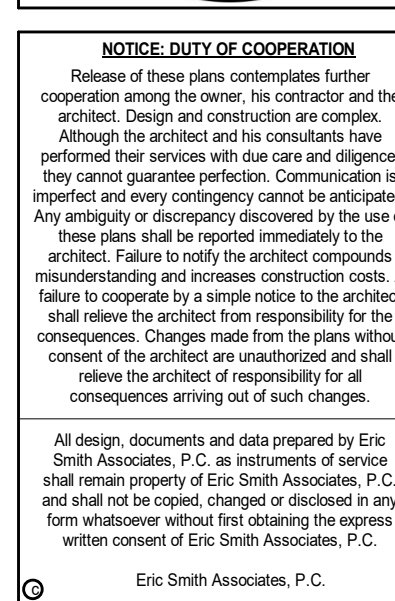 NOTICE: DUTY OF COOPERATION
Release of these plans contemplates further
cooperation among the owner, his contractor and the
architect. Design and construction are complex.
Although the architect and his consultants have
performed their services with due care and diligence
they cannot guarantee perfection. Communication is
imperfect and every contingency cannot be anticipate
Any ambiguity or discrepancy discovered by the use
these plans shall be reported immediately to the
architect. Failure to notify the architect compounds
misunderstanding and increases construction costs.
failure to cooperate by a simple notice to the architec
shall relieve the architect from responsibility for the
consequences. Changes made from the plans withou
consent of the architect are unauthorized and shall
relieve the architect of responsibility for all
consequences arriving out of such changes.
All design, documents and data prepared by Eric
Smith Associates, P.C. as instruments of service
shall remain property of Eric Smith Associates, P.C.
and shall not be copied, changed or disclosed in any
form whatsoever without first obtaining the express
written consent of Eric Smith Associates, P.C.
© Eric Smith Associates, P.C.